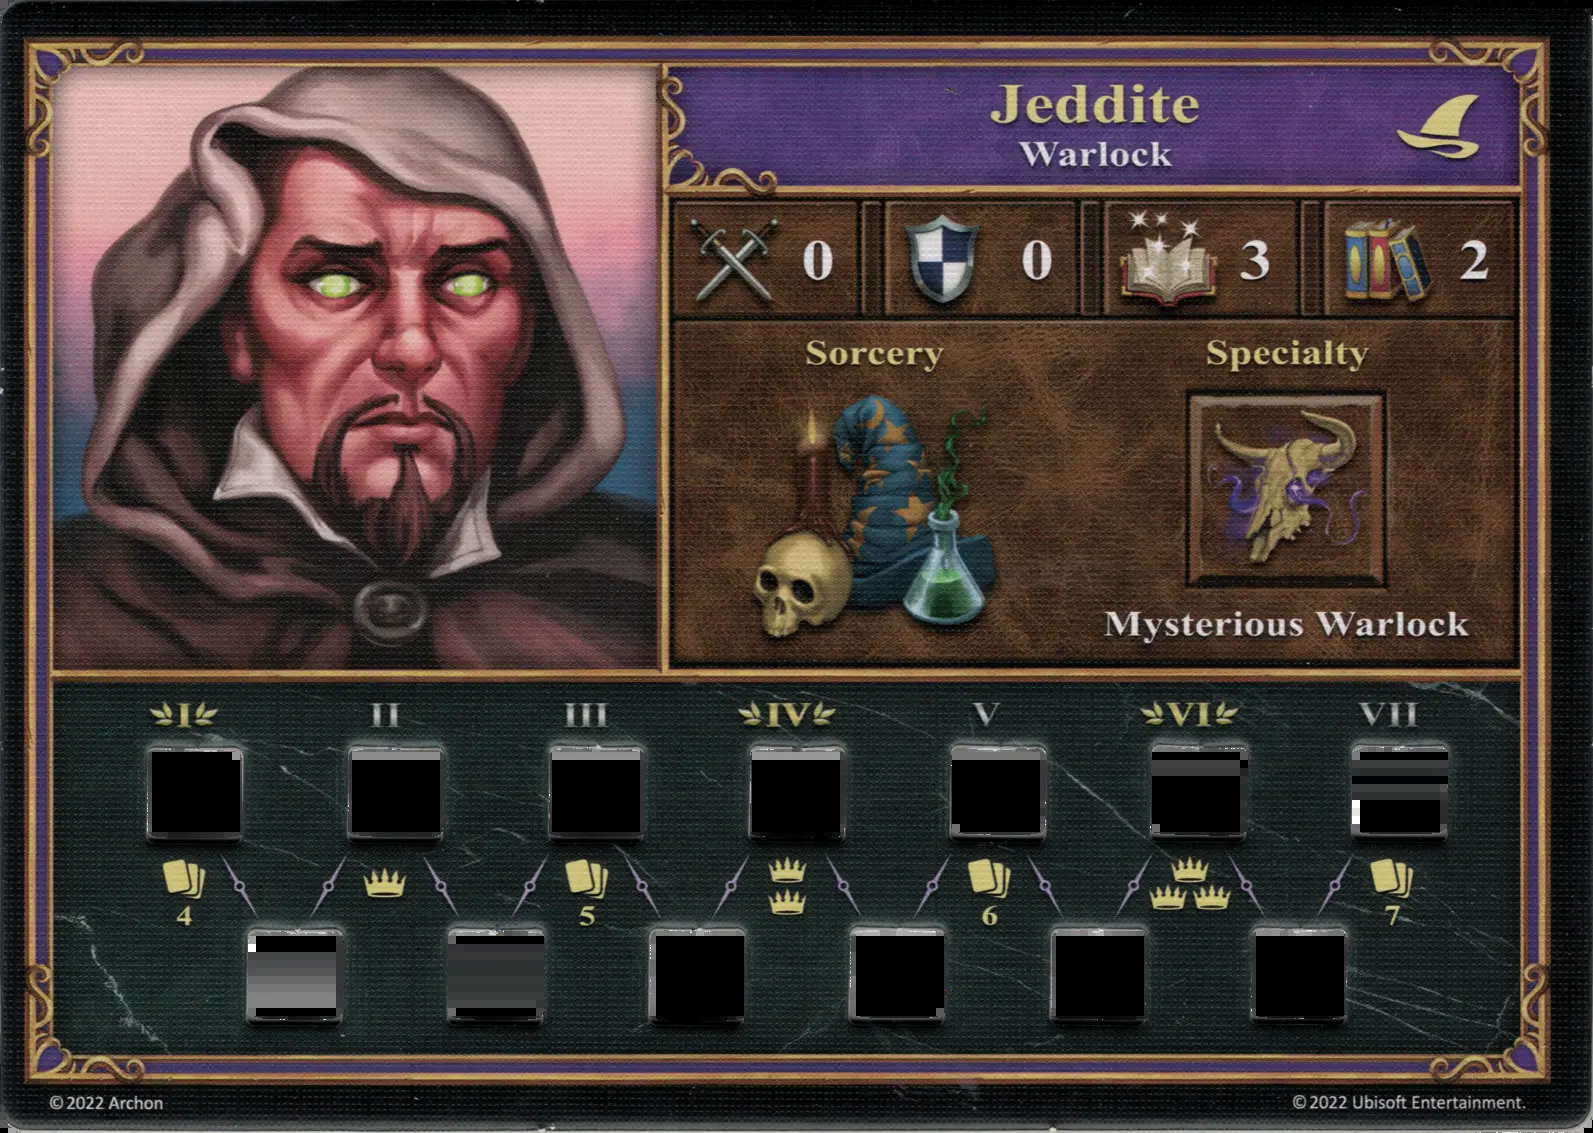 Jeddite
Warlock
0 0 3 2
Sorcery Specialty
Mysterious Warlock
I II III IV V VI VII
4 5 6 7
© 2022 Archon © 2022 Ubisoft Entertainment.